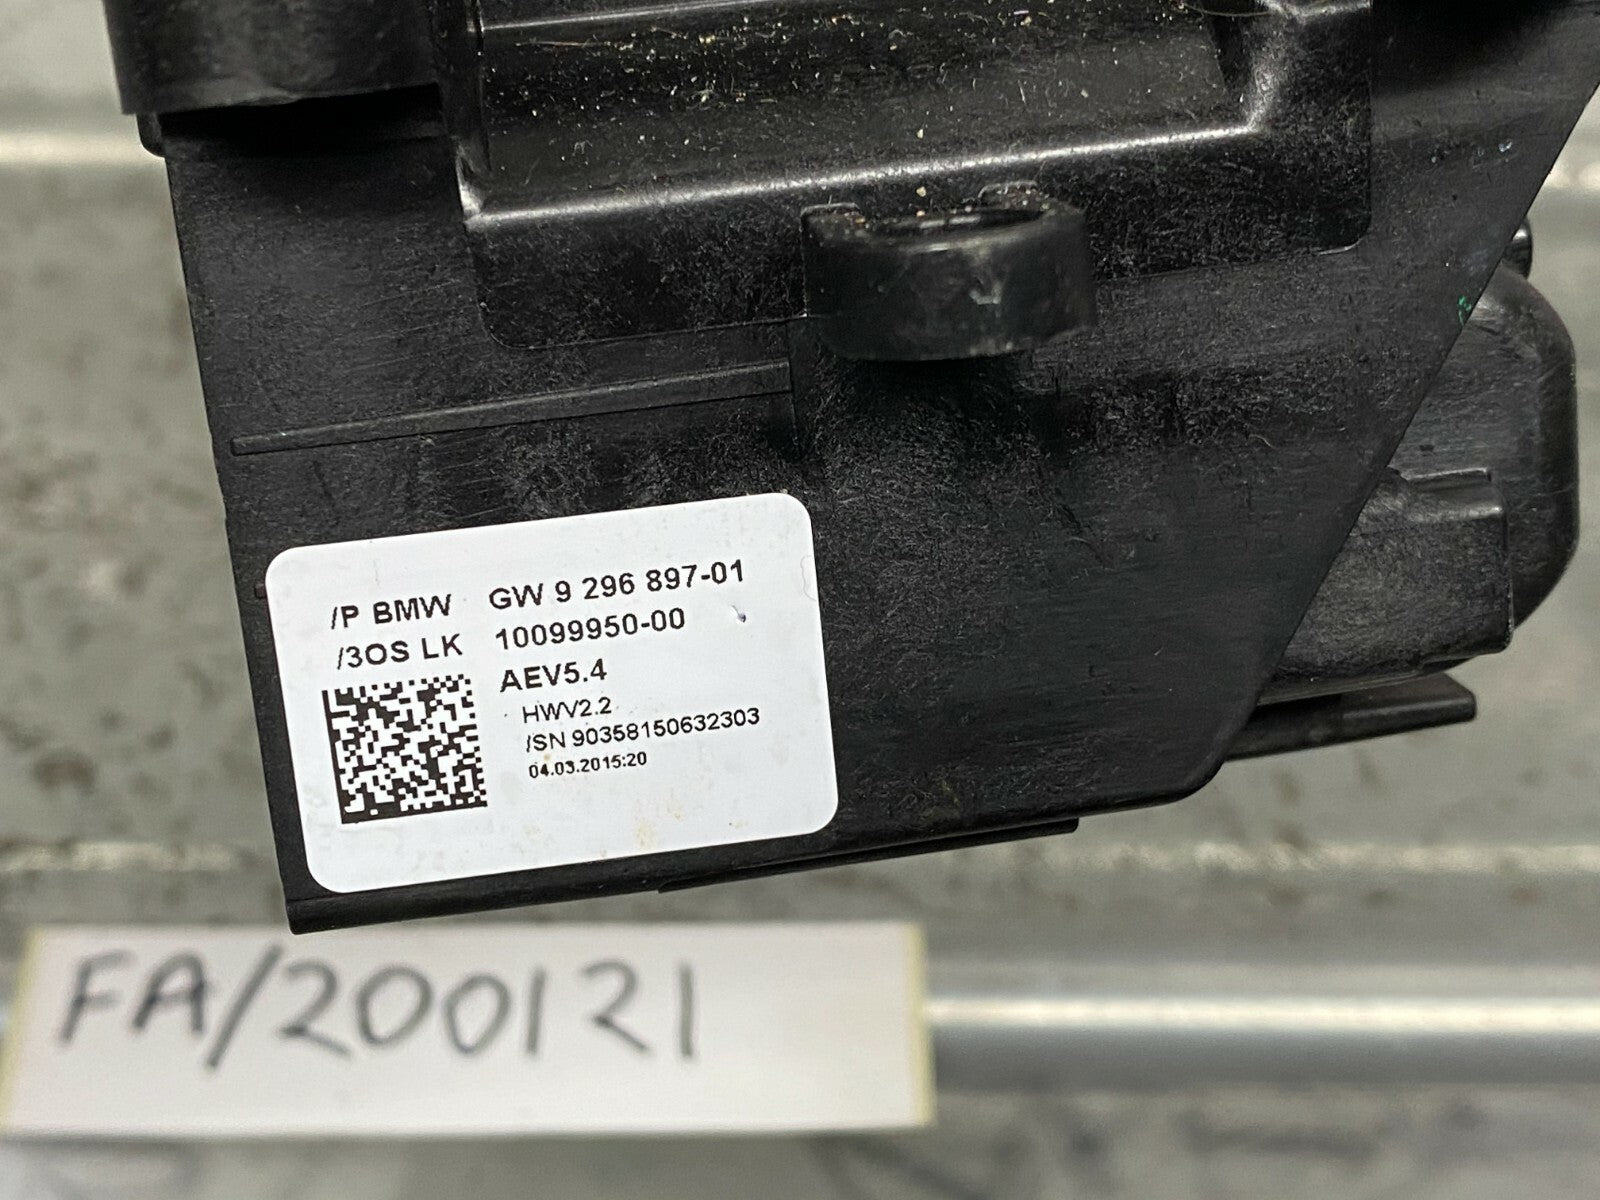 /P BMW GW 9 296 897-01
/3OS LK 10099950-00
AEV5.4
HWV2.2
/SN 90358150632303
04.03.2015:20
FA/200121